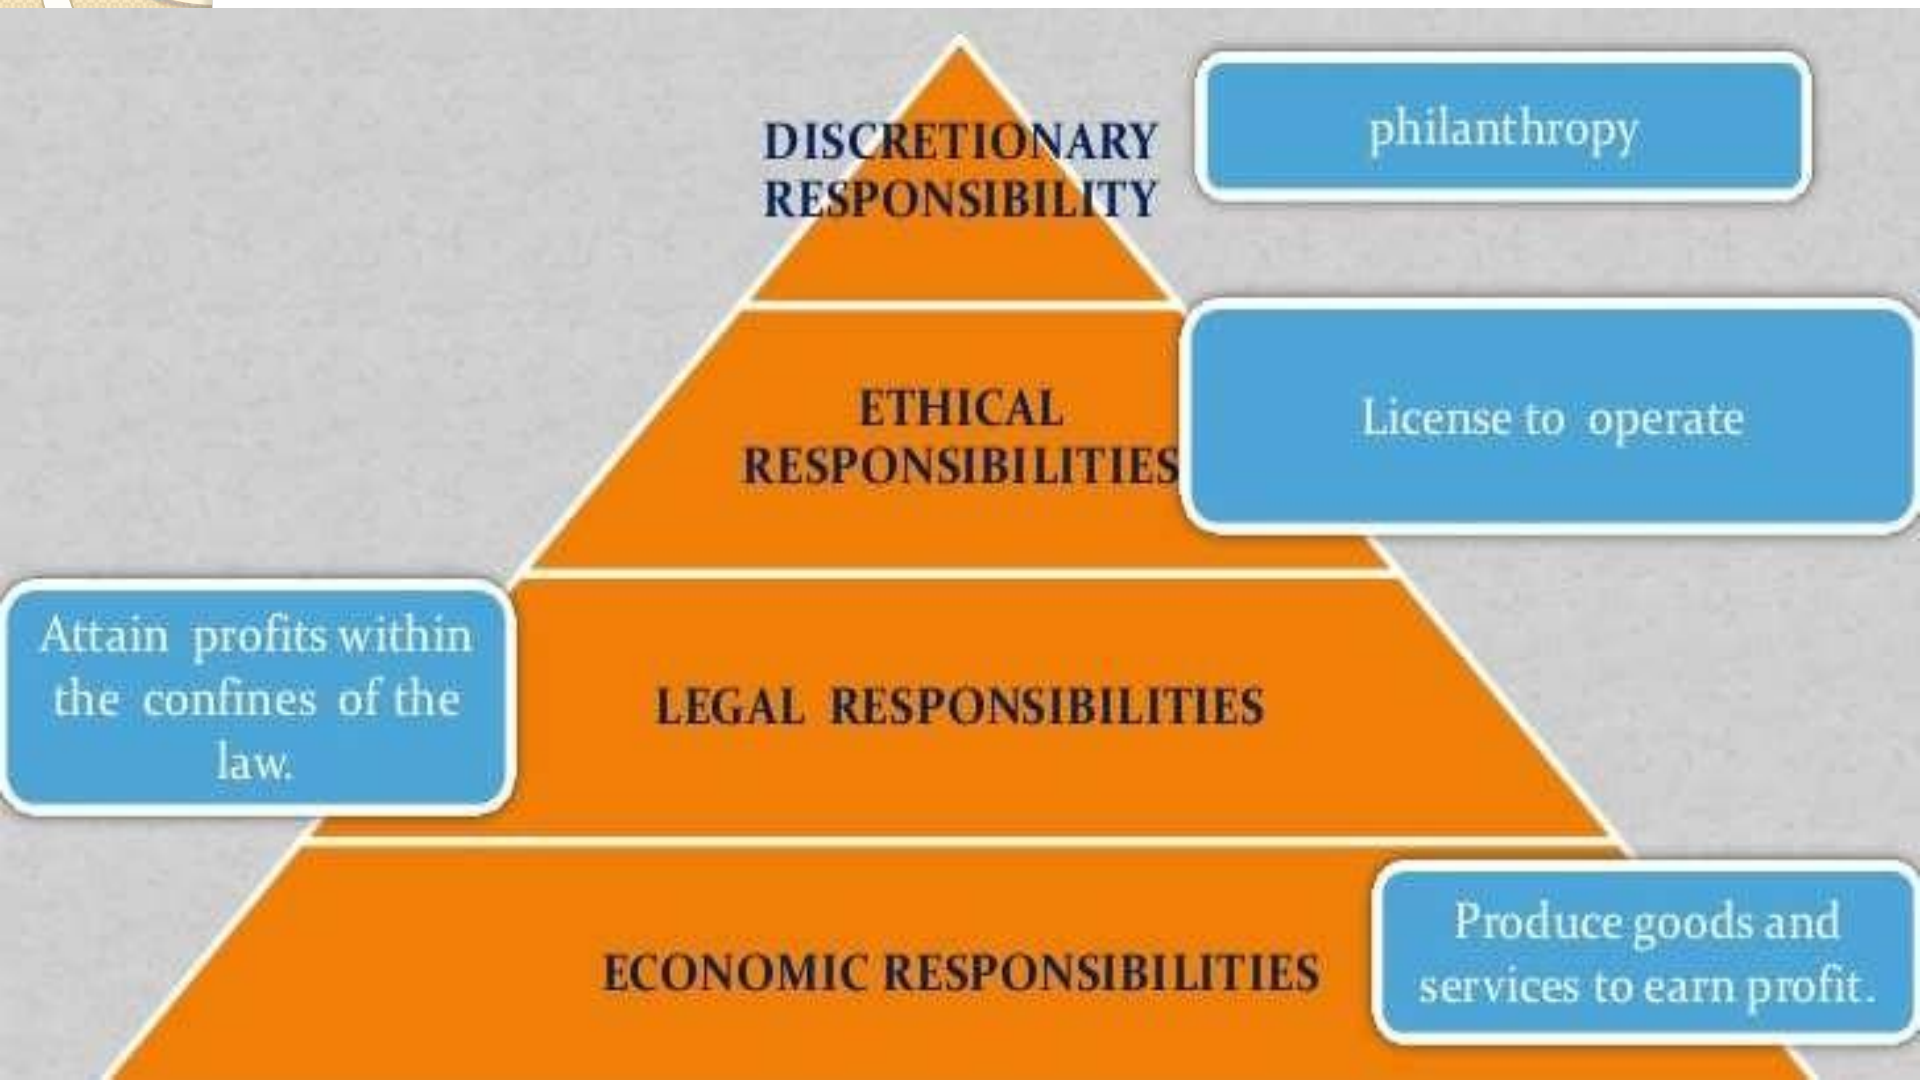 DISCRETIONARY
RESPONSIBILITY
philanthropy
ETHICAL
RESPONSIBILITIES
License to operate
Attain profits within
the confines of the
law.
LEGAL RESPONSIBILITIES
ECONOMIC RESPONSIBILITIES
Produce goods and
services to earn profit.